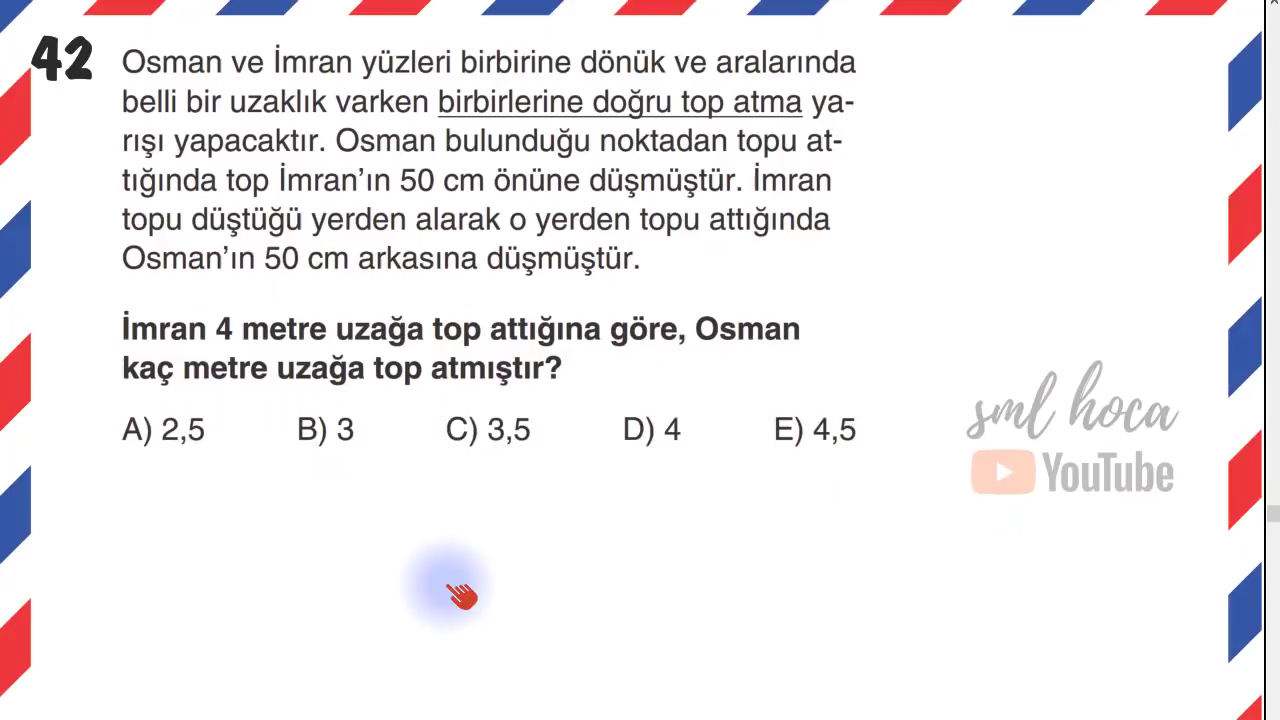 42
Osman ve İmran yüzleri birbirine dönük ve aralarında
belli bir uzaklık varken birbirlerine doğru top atma ya-
rışı yapacaktır. Osman bulunduğu noktadan topu at-
tığında top İmran’ın 50 cm önüne düşmüştür. İmran
topu düştüğü yerden alarak o yerden topu attığında
Osman’ın 50 cm arkasına düşmüştür.
İmran 4 metre uzağa top attığına göre, Osman
kaç metre uzağa top atmıştır?
A) 2,5 B) 3 C) 3,5 D) 4 E) 4,5
sml hoca
YouTube